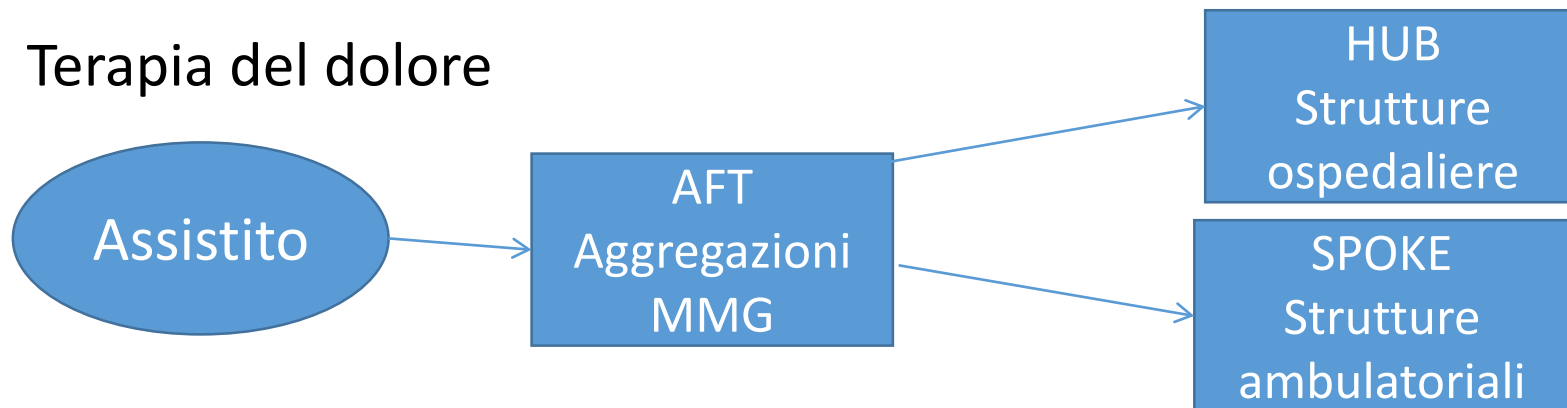 Terapia del dolore
Assistito
AFT
Aggregazioni
MMG
HUB
Strutture
ospedaliere
SPOKE
Strutture
ambulatoriali